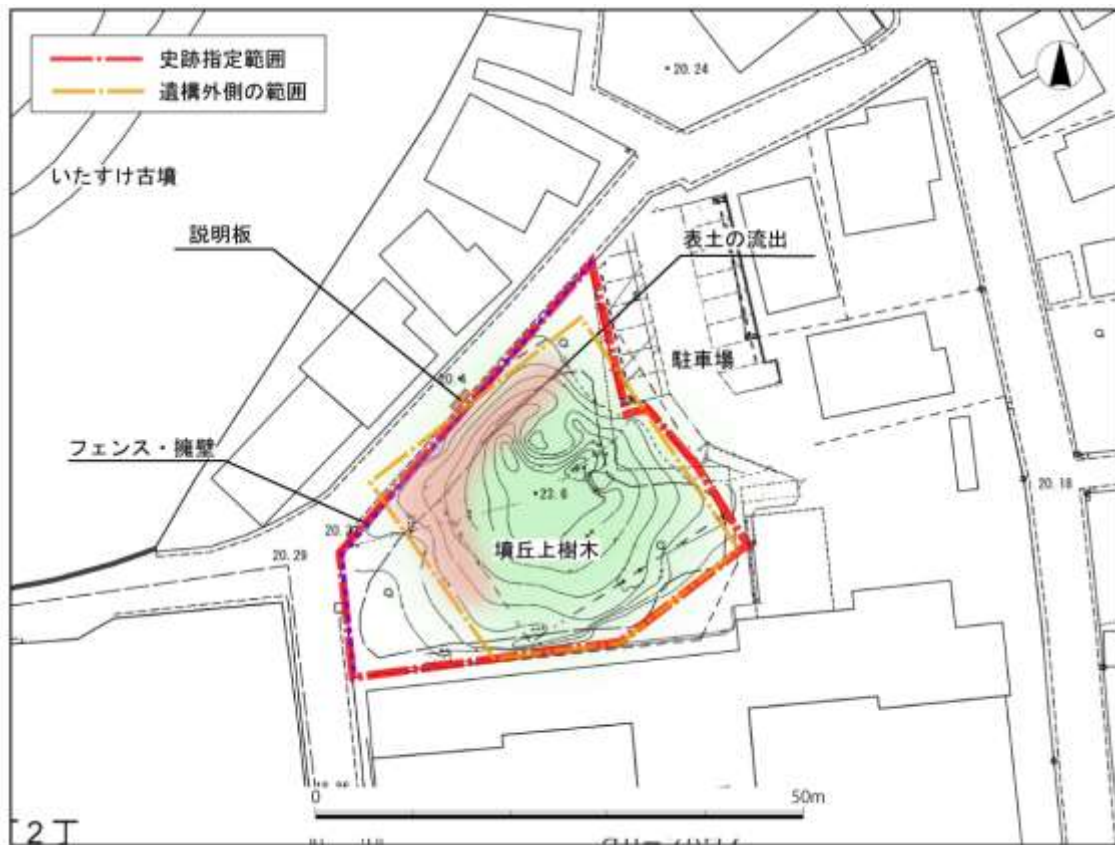 史跡指定範囲
遺構外側の範囲
20.24
いたすけ古墳
説明板
表土の流出
駐車場
フェンス・擁壁
23.6
20.18
墳丘上樹木
20.29
0
50m
2丁